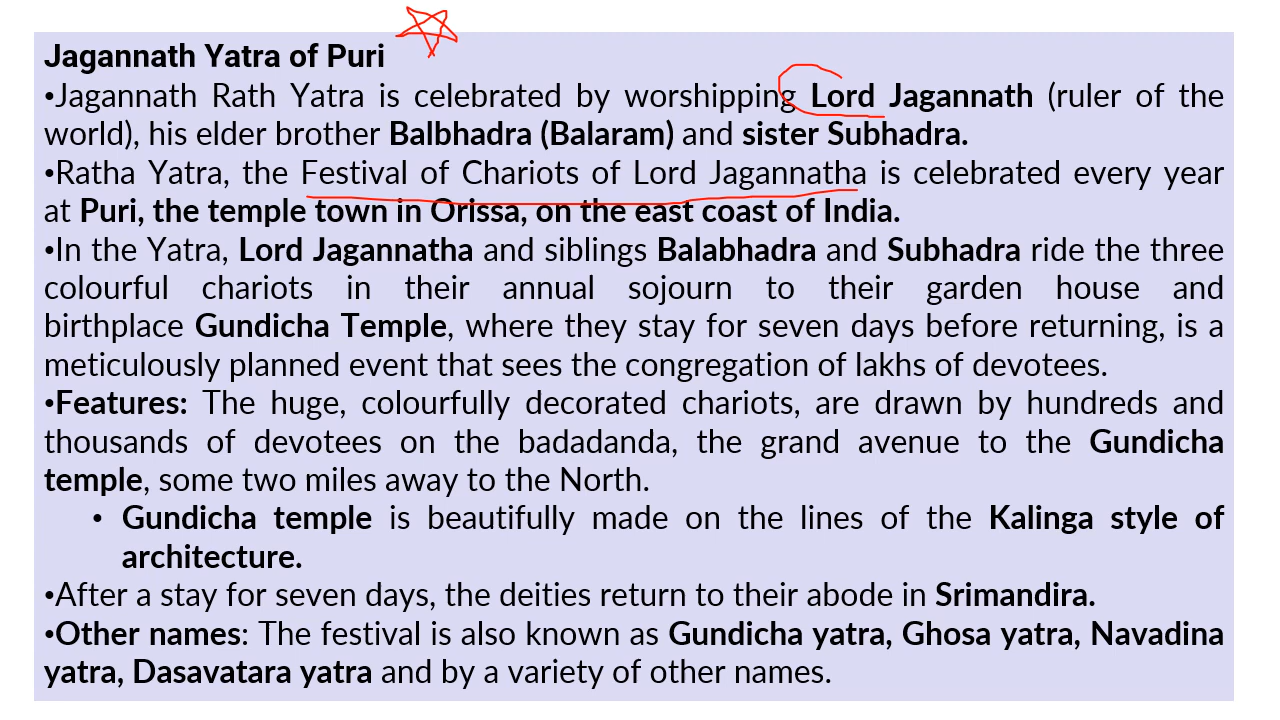 Jagannath Yatra of Puri
•Jagannath Rath Yatra is celebrated by worshipping Lord Jagannath (ruler of the
world), his elder brother Balbhadra (Balaram) and sister Subhadra.
•Ratha Yatra, the Festival of Chariots of Lord Jagannatha is celebrated every year
at Puri, the temple town in Orissa, on the east coast of India.
•In the Yatra, Lord Jagannatha and siblings Balabhadra and Subhadra ride the three
colourful chariots in their annual sojourn to their garden house and
birthplace Gundicha Temple, where they stay for seven days before returning, is a
meticulously planned event that sees the congregation of lakhs of devotees.
•Features: The huge, colourfully decorated chariots, are drawn by hundreds and
thousands of devotees on the badadanda, the grand avenue to the Gundicha
temple, some two miles away to the North.
• Gundicha temple is beautifully made on the lines of the Kalinga style of
architecture.
•After a stay for seven days, the deities return to their abode in Srimandira.
•Other names: The festival is also known as Gundicha yatra, Ghosa yatra, Navadina
yatra, Dasavatara yatra and by a variety of other names.